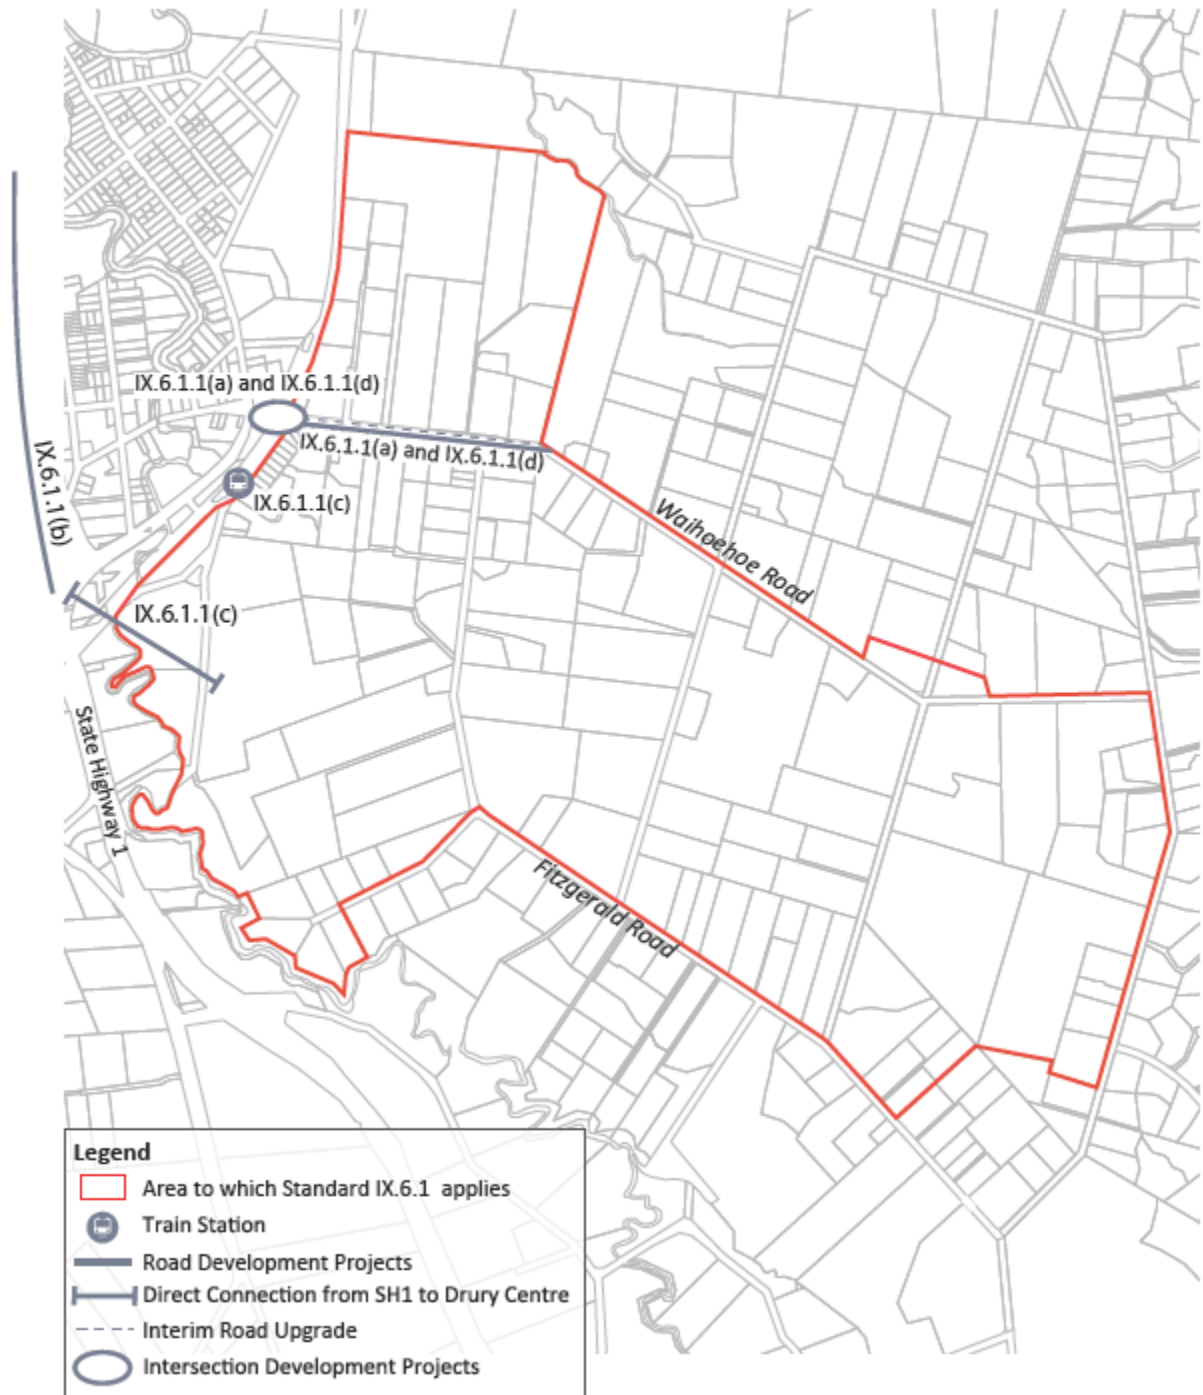 IX.6.1.1(a) and IX.6.1.1(d)
IX.6.1.1(a) and IX.6.1.1(d)
IX.6.1.1(b)
IX.6.1.1(c)
Waihoehoe Road
IX.6.1.1(c)
State Highway 1
Fitzgerald Road
Legend
Area to which Standard IX.6.1 applies
Train Station
Road Development Projects
Direct Connection from SH1 to Drury Centre
Interim Road Upgrade
Intersection Development Projects